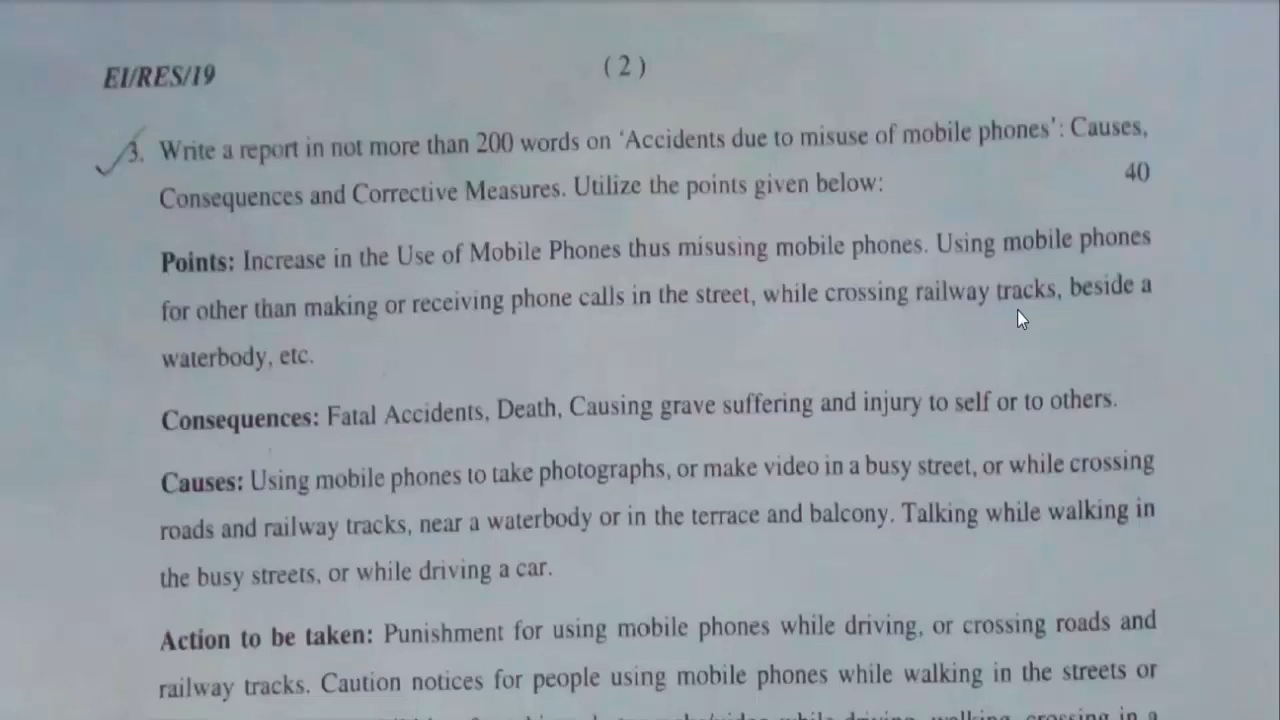 EI/RES/19
( 2 )
3. Write a report in not more than 200 words on ‘Accidents due to misuse of mobile phones’: Causes,
Consequences and Corrective Measures. Utilize the points given below:
40
Points: Increase in the Use of Mobile Phones thus misusing mobile phones. Using mobile phones
for other than making or receiving phone calls in the street, while crossing railway tracks, beside a
waterbody, etc.
Consequences: Fatal Accidents, Death, Causing grave suffering and injury to self or to others.
Causes: Using mobile phones to take photographs, or make video in a busy street, or while crossing
roads and railway tracks, near a waterbody or in the terrace and balcony. Talking while walking in
the busy streets, or while driving a car.
Action to be taken: Punishment for using mobile phones while driving, or crossing roads and
railway tracks. Caution notices for people using mobile phones while walking in the streets or
while driving, walking, crossing in a